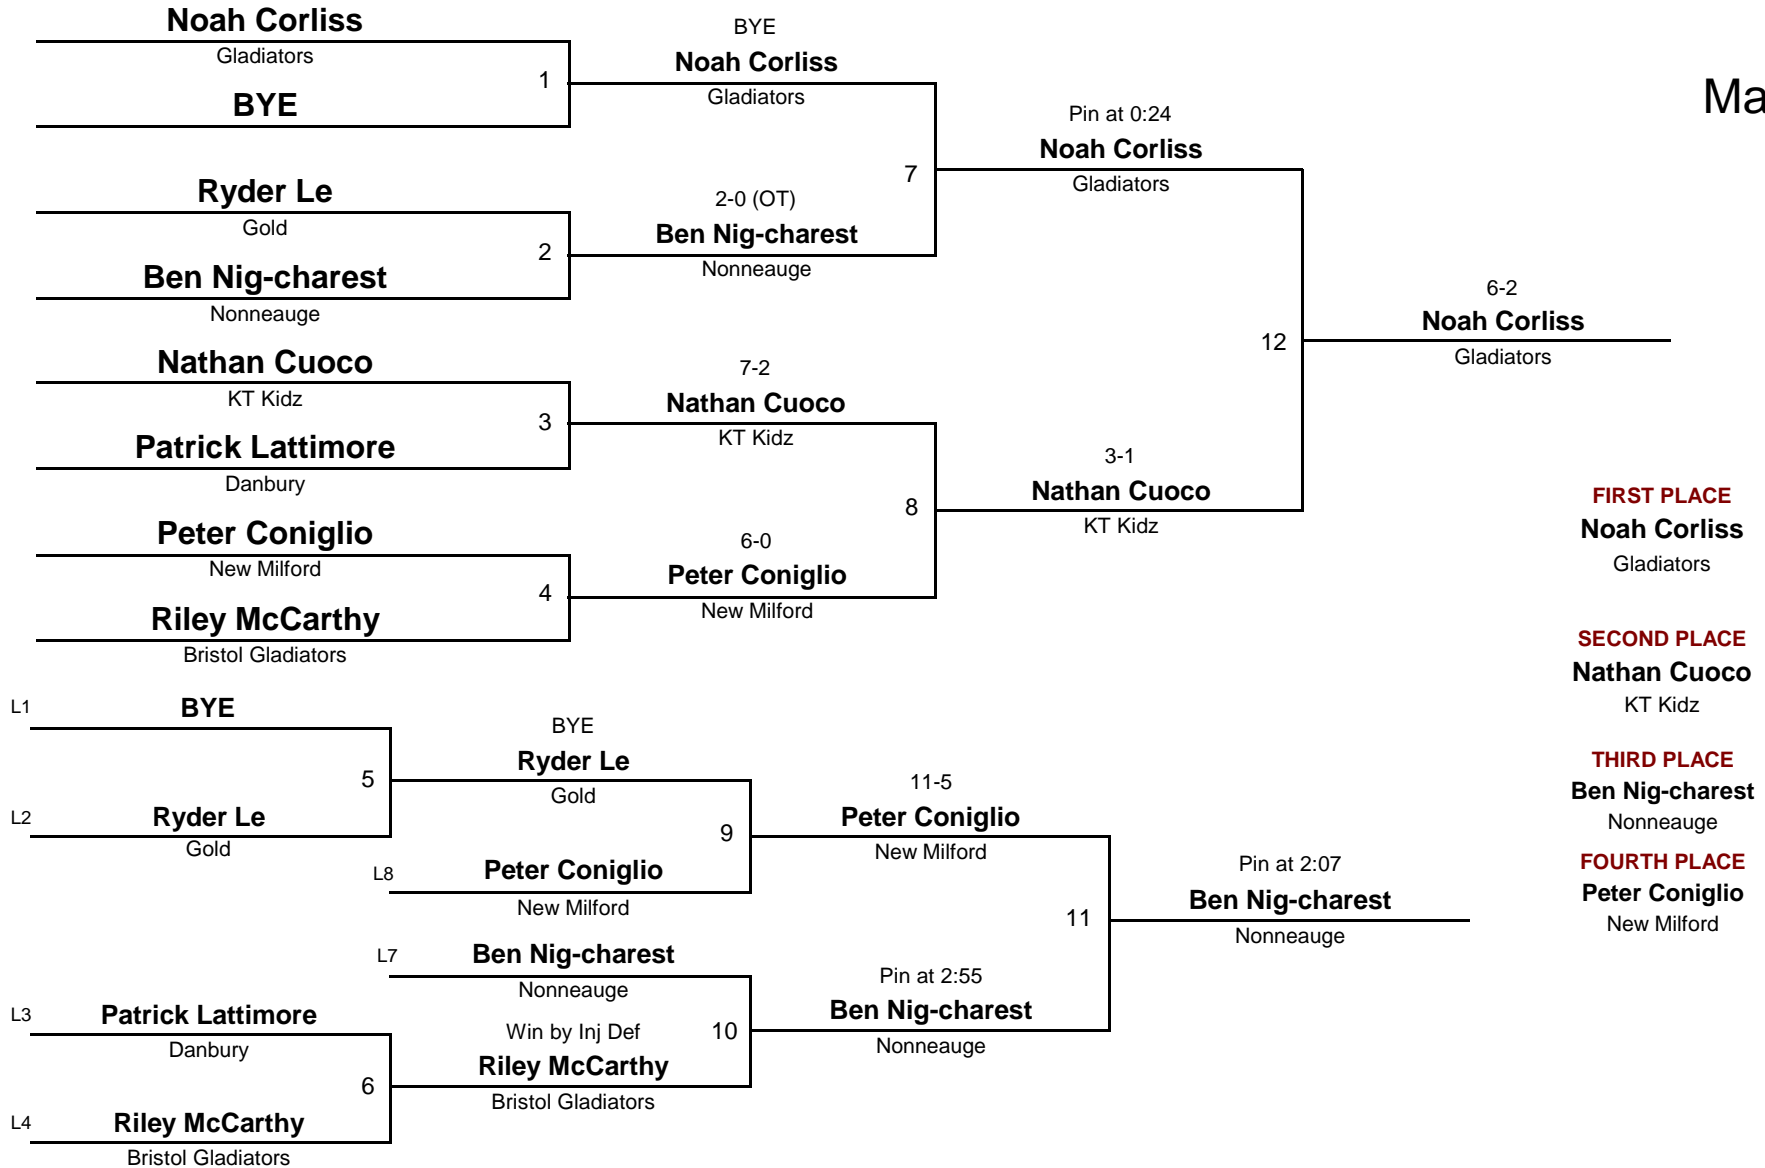 Noah Corliss
Gladiators
1
BYE
BYE
Noah Corliss
Gladiators
Ma
Pin at 0:24
Noah Corliss
Gladiators
7
Ryder Le
Gold
2
Ben Nig-charest
Nonneauge
2-0 (OT)
Ben Nig-charest
Nonneauge
6-2
Noah Corliss
Gladiators
12
Nathan Cuoco
KT Kidz
3
Patrick Lattimore
Danbury
7-2
Nathan Cuoco
KT Kidz
3-1
Nathan Cuoco
KT Kidz
8
Peter Coniglio
New Milford
4
Riley McCarthy
Bristol Gladiators
6-0
Peter Coniglio
New Milford
FIRST PLACE
Noah Corliss
Gladiators
SECOND PLACE
Nathan Cuoco
KT Kidz
THIRD PLACE
Ben Nig-charest
Nonneauge
FOURTH PLACE
Peter Coniglio
New Milford
L1
BYE
5
L2
Ryder Le
Gold
BYE
Ryder Le
Gold
9
L8
Peter Coniglio
New Milford
11-5
Peter Coniglio
New Milford
11
Pin at 2:07
Ben Nig-charest
Nonneauge
L7
Ben Nig-charest
Nonneauge
10
Pin at 2:55
Ben Nig-charest
Nonneauge
L3
Patrick Lattimore
Danbury
6
Win by Inj Def
Riley McCarthy
Bristol Gladiators
L4
Riley McCarthy
Bristol Gladiators